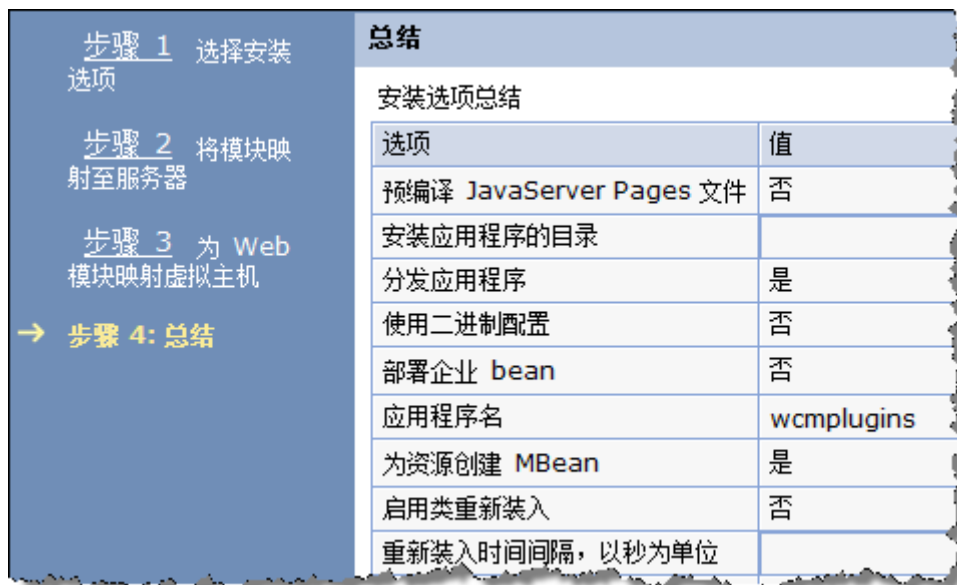 步骤 1 选择安装
选项
步骤 2 将模块映
射至服务器
步骤 3 为 Web
模块映射虚拟主机
→ 步骤 4: 总结
总结
安装选项总结
选项 值
预编译 JavaServer Pages 文件 否
安装应用程序的目录
分发应用程序 是
使用二进制配置 否
部署企业 bean 否
应用程序名 wcmplugins
为资源创建 MBean 是
启用类重新装入 否
重新装入时间间隔，以秒为单位